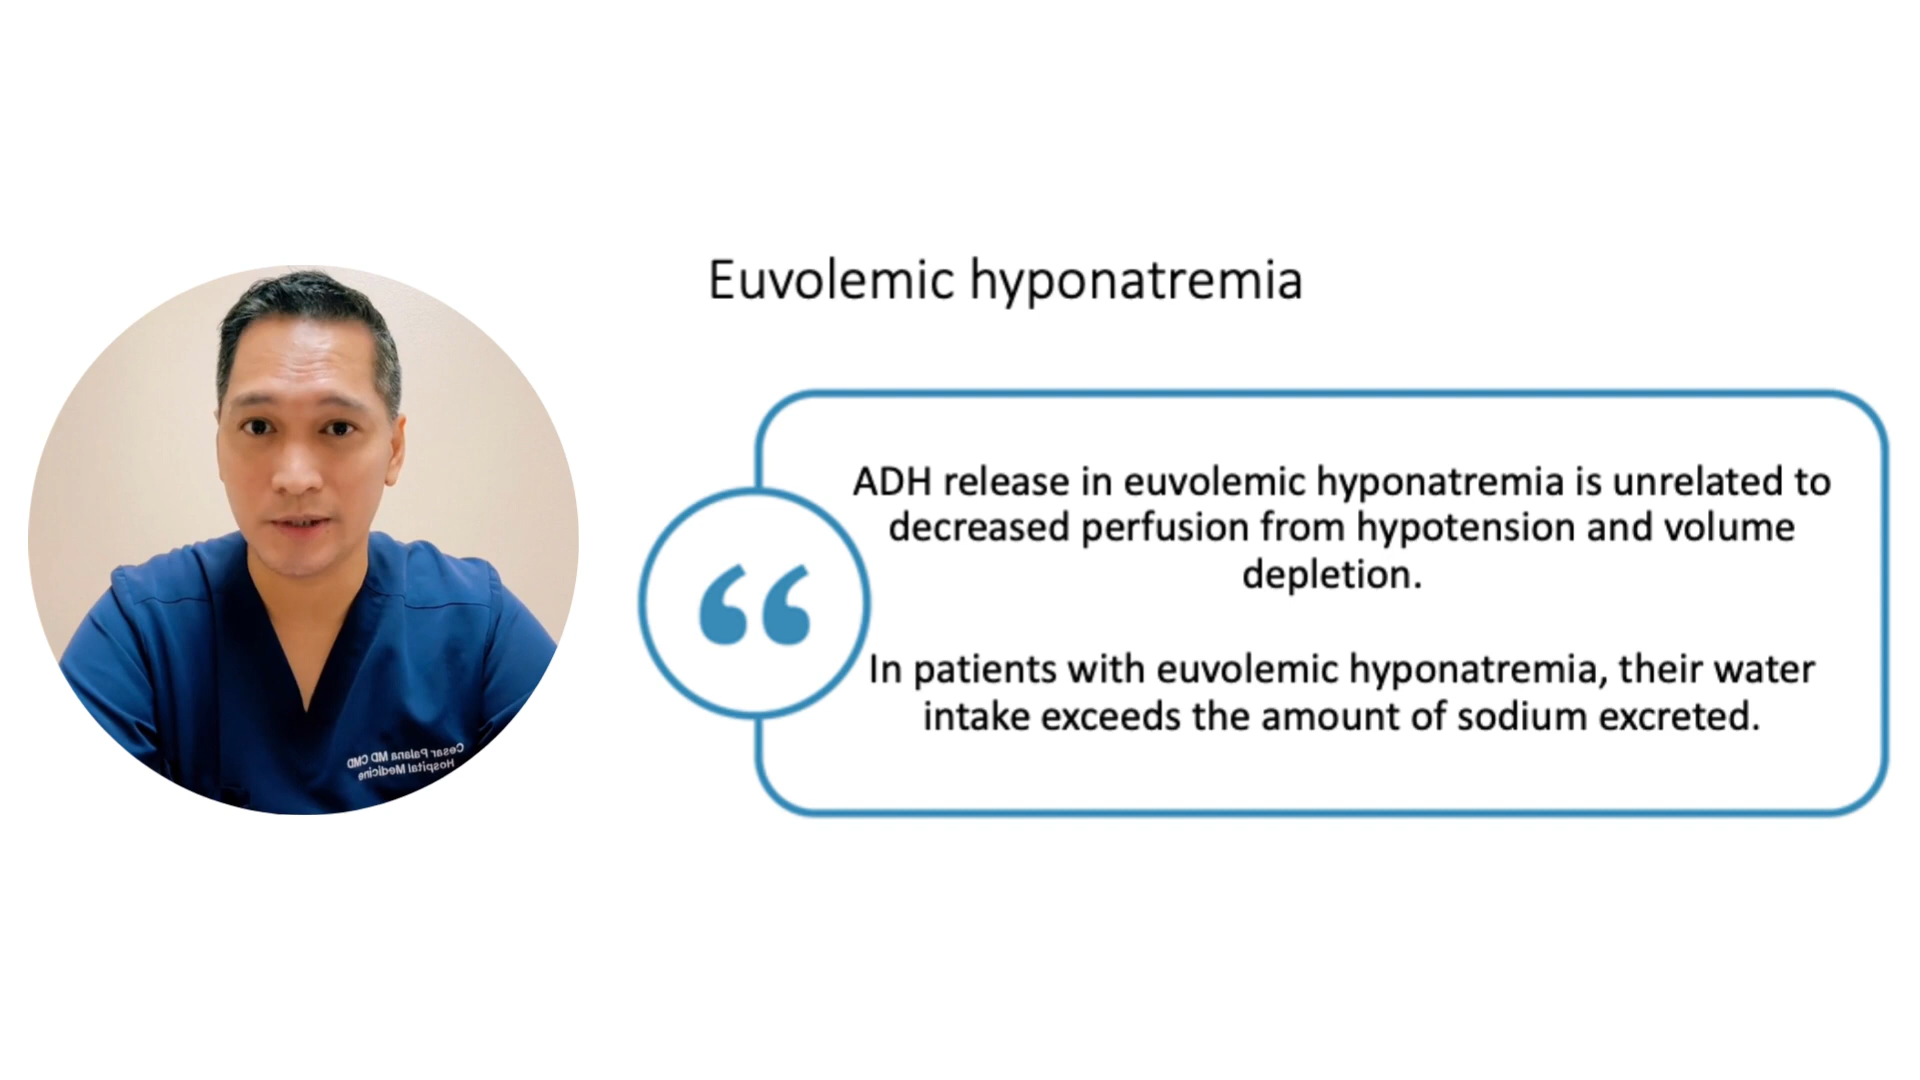 Euvolemic hyponatremia
ADH release in euvolemic hyponatremia is unrelated to
decreased perfusion from hypotension and volume
depletion.
In patients with euvolemic hyponatremia, their water
intake exceeds the amount of sodium excreted.
Cesar Palana MD CMD
Hospital Medicine